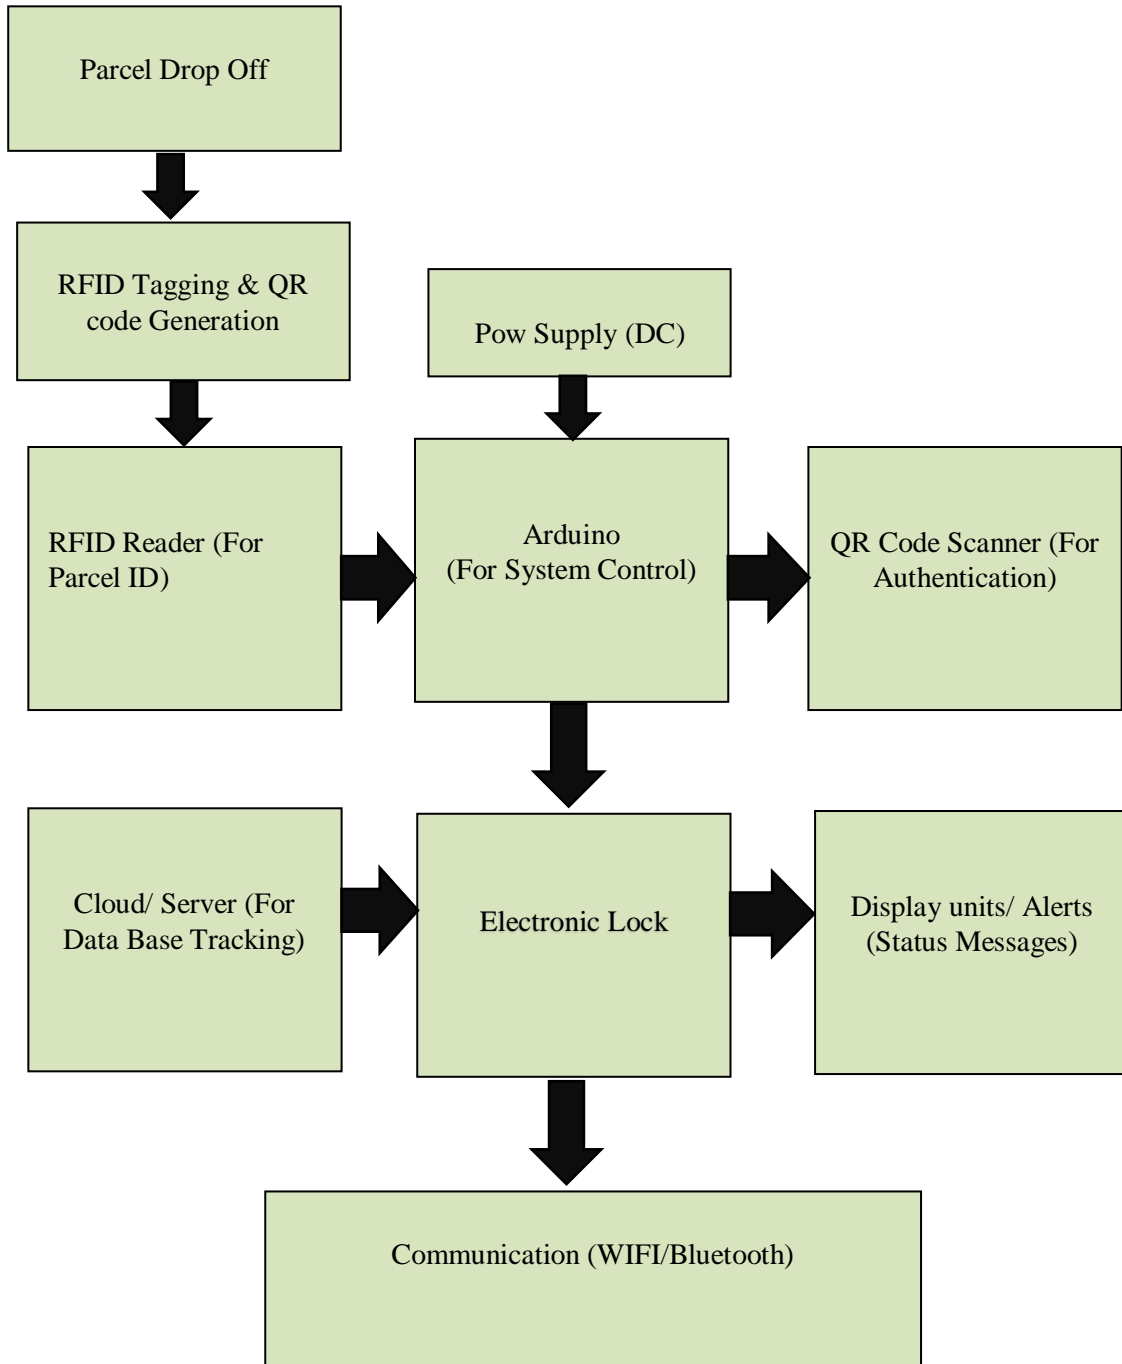 Parcel Drop Off
RFID Tagging & QR
code Generation
Pow Supply (DC)
RFID Reader (For
Parcel ID)
Arduino
(For System Control)
QR Code Scanner (For
Authentication)
Cloud/ Server (For
Data Base Tracking)
Electronic Lock
Display units/ Alerts
(Status Messages)
Communication (WIFI/Bluetooth)